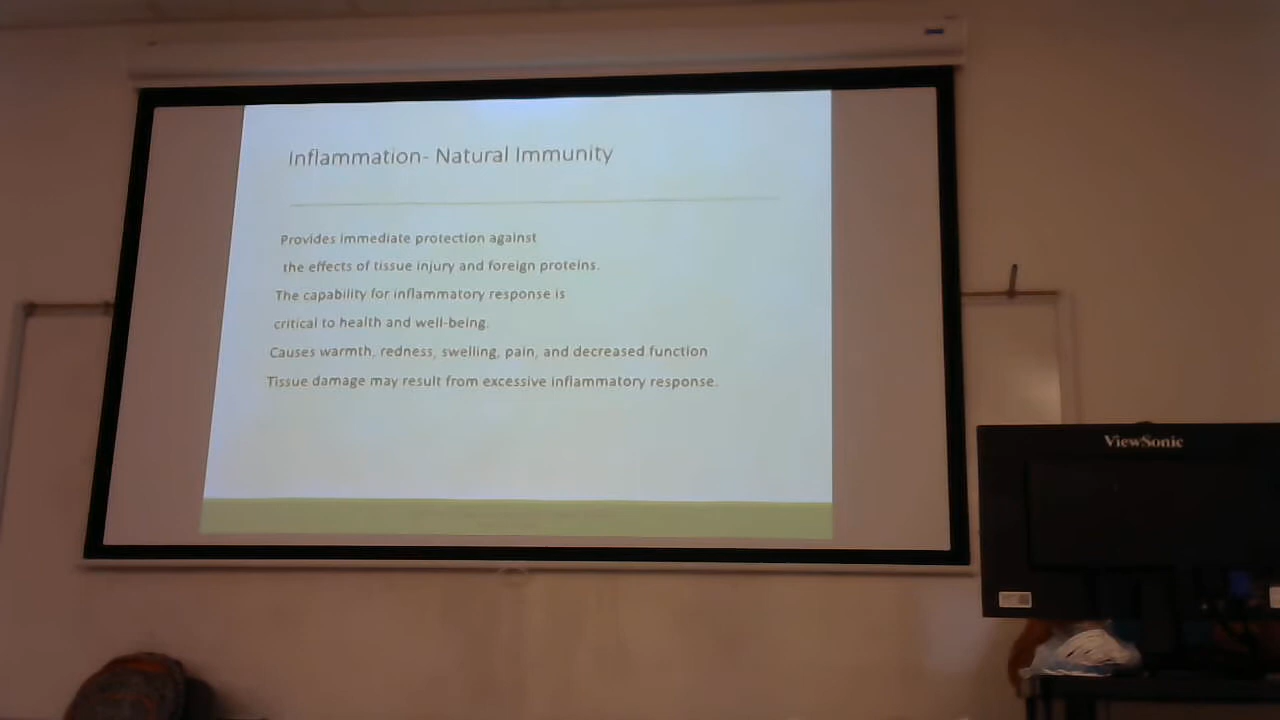 Inflammation- Natural Immunity
Provides immediate protection against
the effects of tissue injury and foreign proteins.
The capability for inflammatory response is
critical to health and well-being.
Causes warmth, redness, swelling, pain, and decreased function
Tissue damage may result from excessive inflammatory response.
ViewSonic